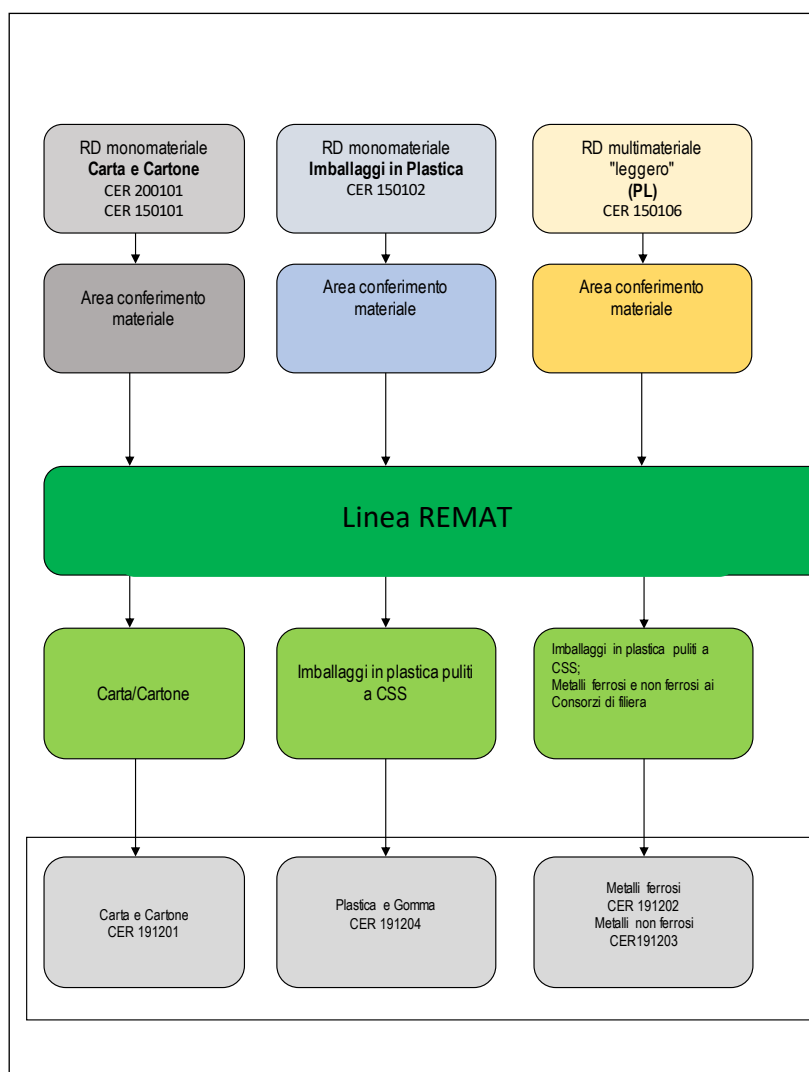 RD monomateriale
Carta e Cartone
CER 200101
CER 150101
RD monomateriale
Imballaggi in Plastica
CER 150102
RD multimateriale
"leggero"
(PL)
CER 150106
Area conferimento
materiale
Area conferimento
materiale
Area conferimento
materiale
Linea REMAT
Carta/Cartone
Imballaggi in plastica puliti
a CSS
Imballaggi in plastica puliti a
CSS;
Metalli ferrosi e non ferrosi ai
Consorzi di filiera
Carta e Cartone
CER 191201
Plastica e Gomma
CER 191204
Metalli ferrosi
CER 191202
Metalli non ferrosi
CER191203